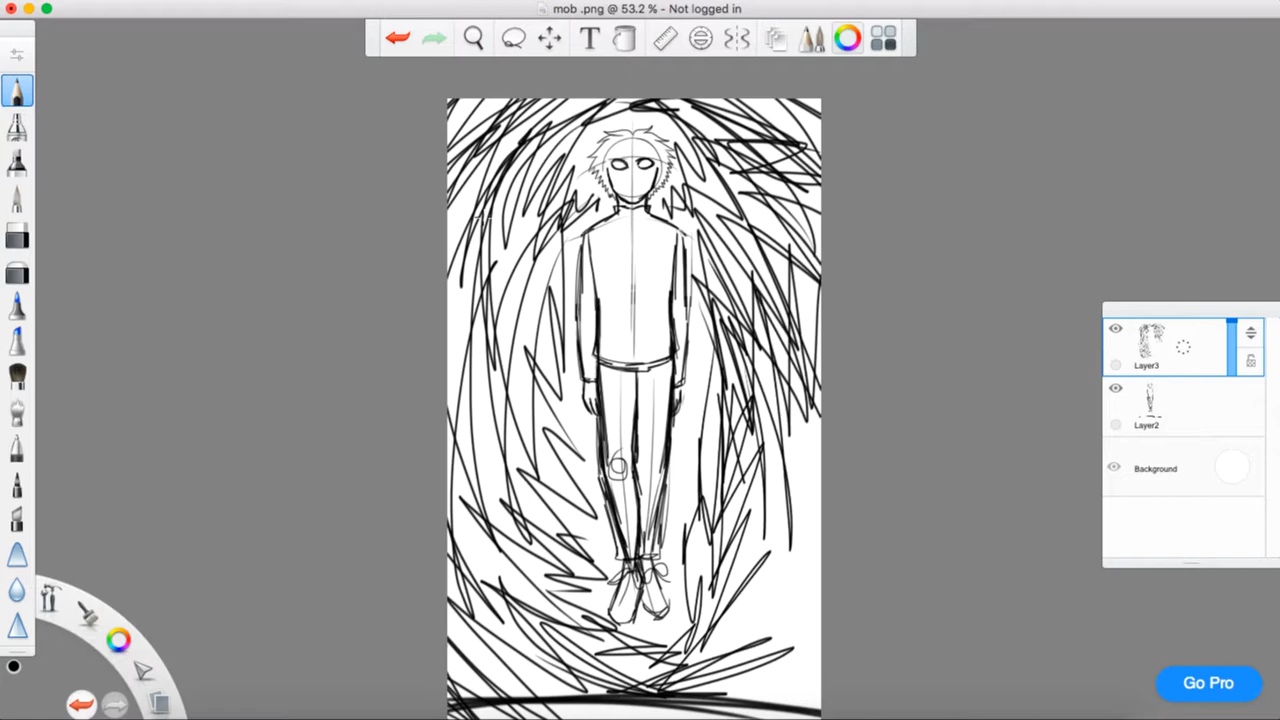 mob .png @ 53.2 % - Not logged in
T
Layer3
Layer2
Background
Go Pro